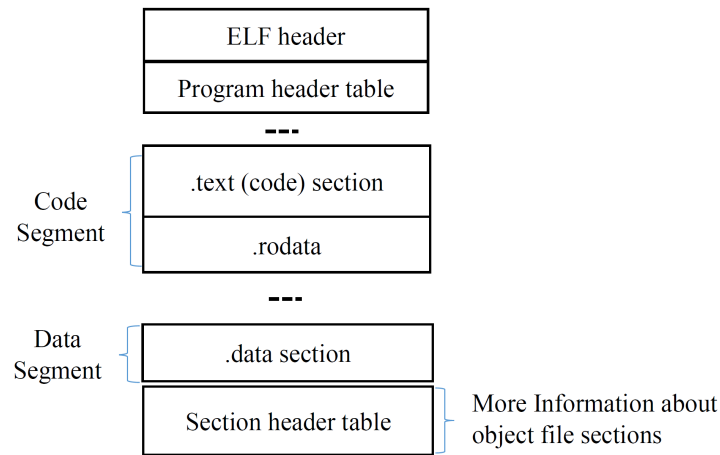 ELF header
Program header table
---
Code
Segment
.text (code) section
.rodata
---
Data
Segment
.data section
Section header table
More Information about
object file sections